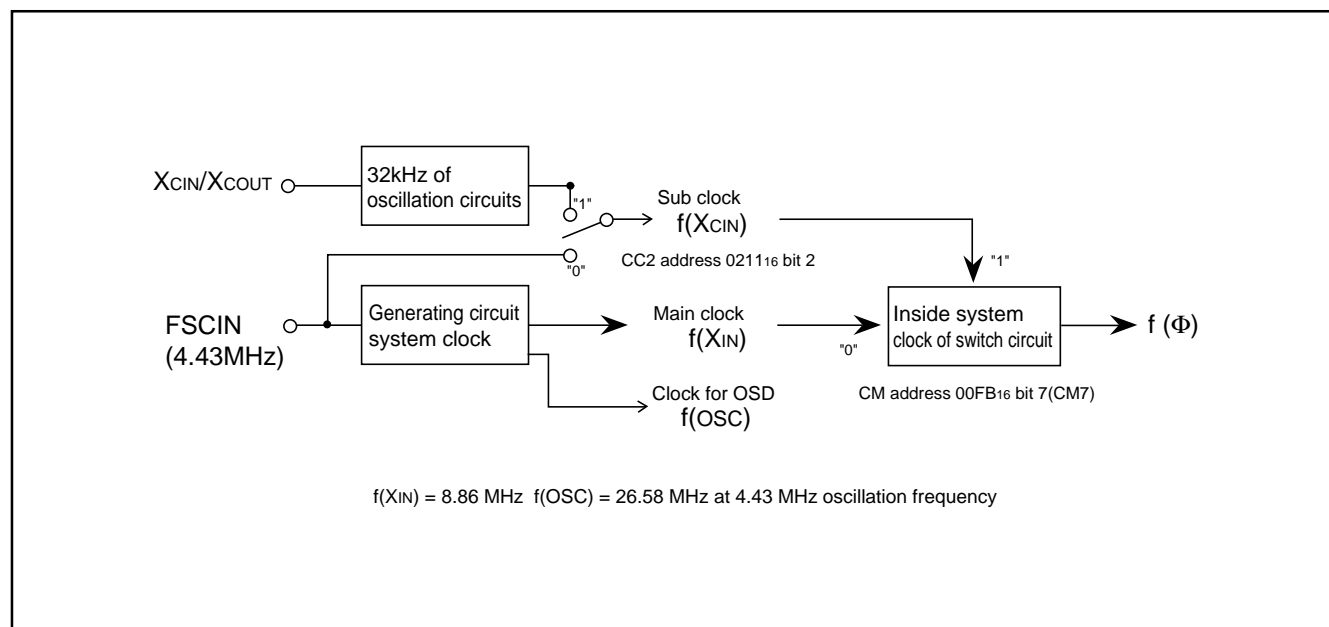 XCIN/XCOUT
32kHz of
oscillation circuits
"1"
"0"
Sub clock
f(XCIN)
CC2 address 021116 bit 2
"1"
FSCIN
(4.43MHz)
Generating circuit
system clock
Main clock
f(XIN)
"0"
Inside system
clock of switch circuit
f (Φ)
CM address 00FB16 bit 7(CM7)
Clock for OSD
f(OSC)
f(XIN) = 8.86 MHz f(OSC) = 26.58 MHz at 4.43 MHz oscillation frequency